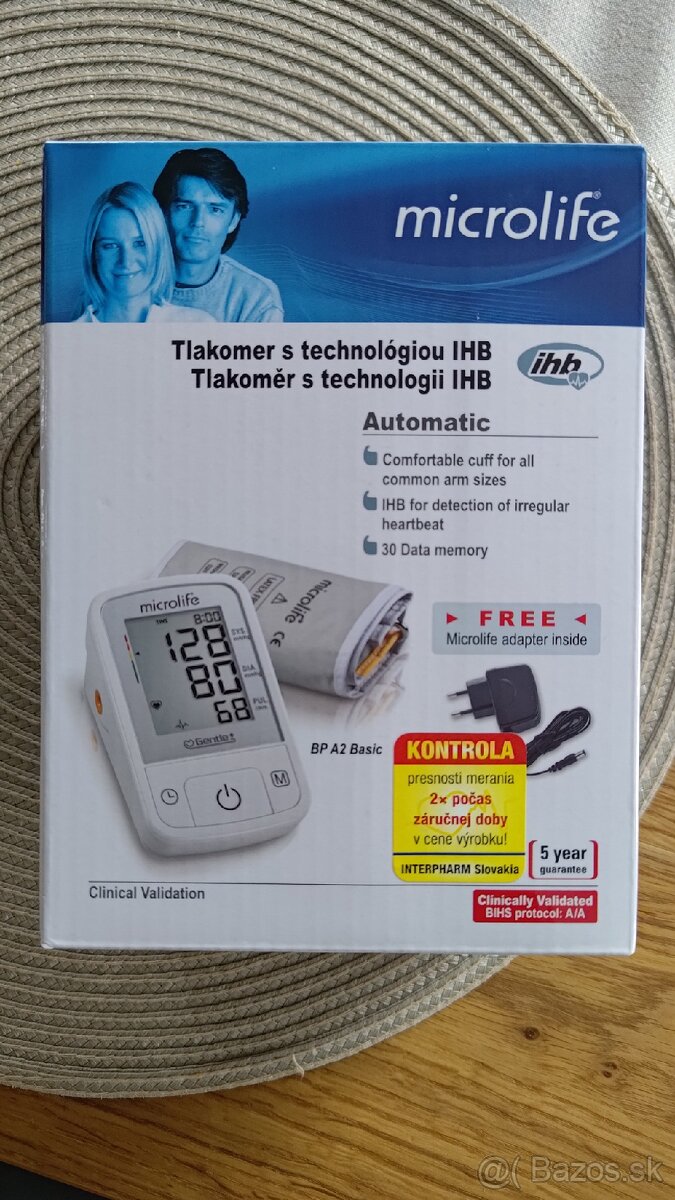 microlife®
Tlakomer s technológiou IHB
Tlakoměr s technologii IHB
ihb
Automatic
Comfortable cuff for all
common arm sizes
IHB for detection of irregular
heartbeat
30 Data memory
microlife
CE
microlife
8:00
128
SYS
80
DIA
68
PUL
Gentle+
M
FREE
Microlife adapter inside
BP A2 Basic
KONTROLA
presnosti merania
2× počas
záručnej doby
v cene výrobku!
INTERPHARM Slovakia
5 year
guarantee
Clinical Validation
Clinically Validated
BIHS protocol: A/A
@( Bazos.sk